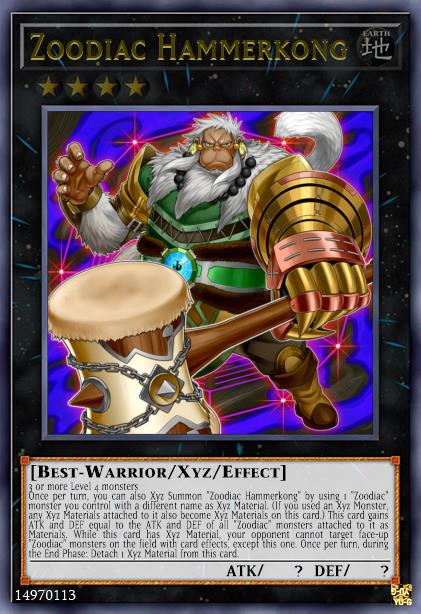 ZOODIAC HAMMERKONG
EARTH
地
[BEST-WARRIOR/XYZ/EFFECT]
3 or more Level 4 monsters
Once per turn, you can also Xyz Summon "Zoodiac Hammerkong" by using 1 "Zoodiac"
monster you control with a different name as Xyz Material. (If you used an Xyz Monster,
any Xyz Materials attached to it also become Xyz Materials on this card.) This card gains
ATK and DEF equal to the ATK and DEF of all "Zoodiac" monsters attached to it as
Materials. While this card has Xyz Material, your opponent cannot target face-up
"Zoodiac" monsters on the field with card effects, except this one. Once per turn, during
the End Phase: Detach 1 Xyz Material from this card.
ATK/ ? DEF/ ?
14970113